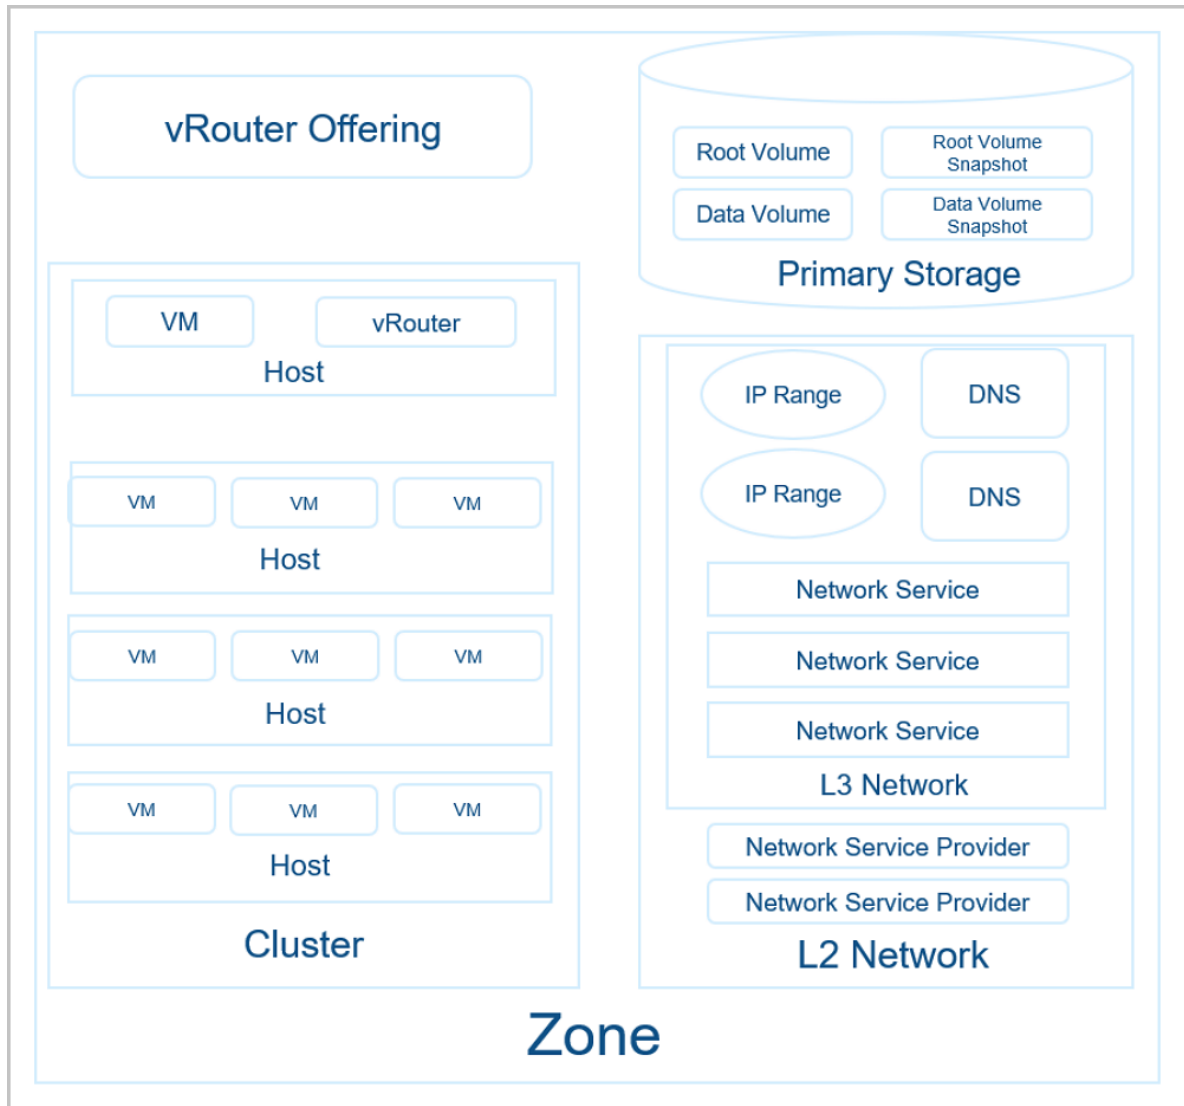 vRouter Offering
Root Volume
Root Volume
Snapshot
Data Volume
Data Volume
Snapshot
Primary Storage
VM
vRouter
Host
VM
VM
VM
Host
VM
VM
VM
Host
VM
VM
VM
Host
Cluster
IP Range
DNS
IP Range
DNS
Network Service
Network Service
Network Service
L3 Network
Network Service Provider
Network Service Provider
L2 Network
Zone